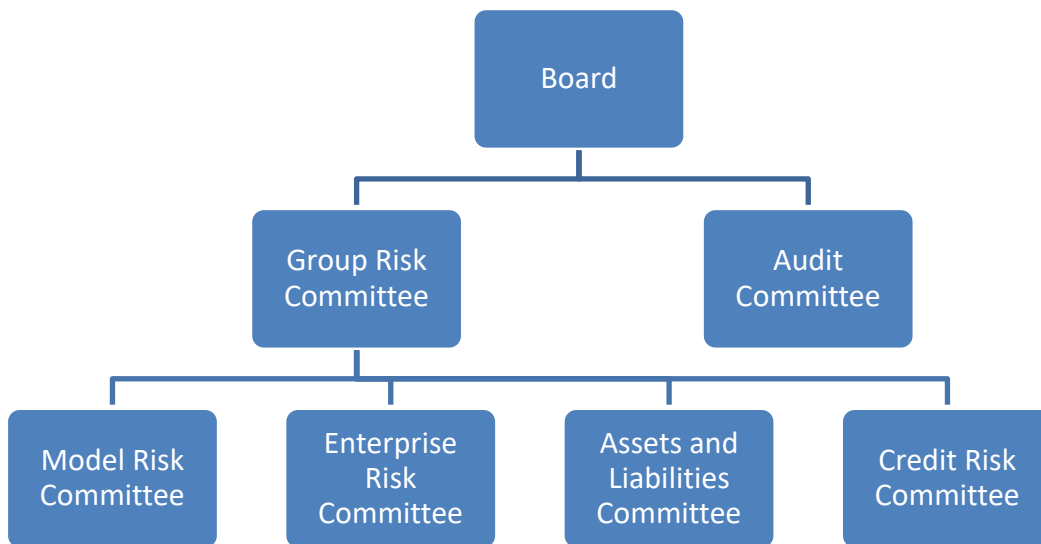 Board
Group Risk
Committee
Audit
Committee
Model Risk
Committee
Enterprise
Risk
Committee
Assets and
Liabilities
Committee
Credit Risk
Committee